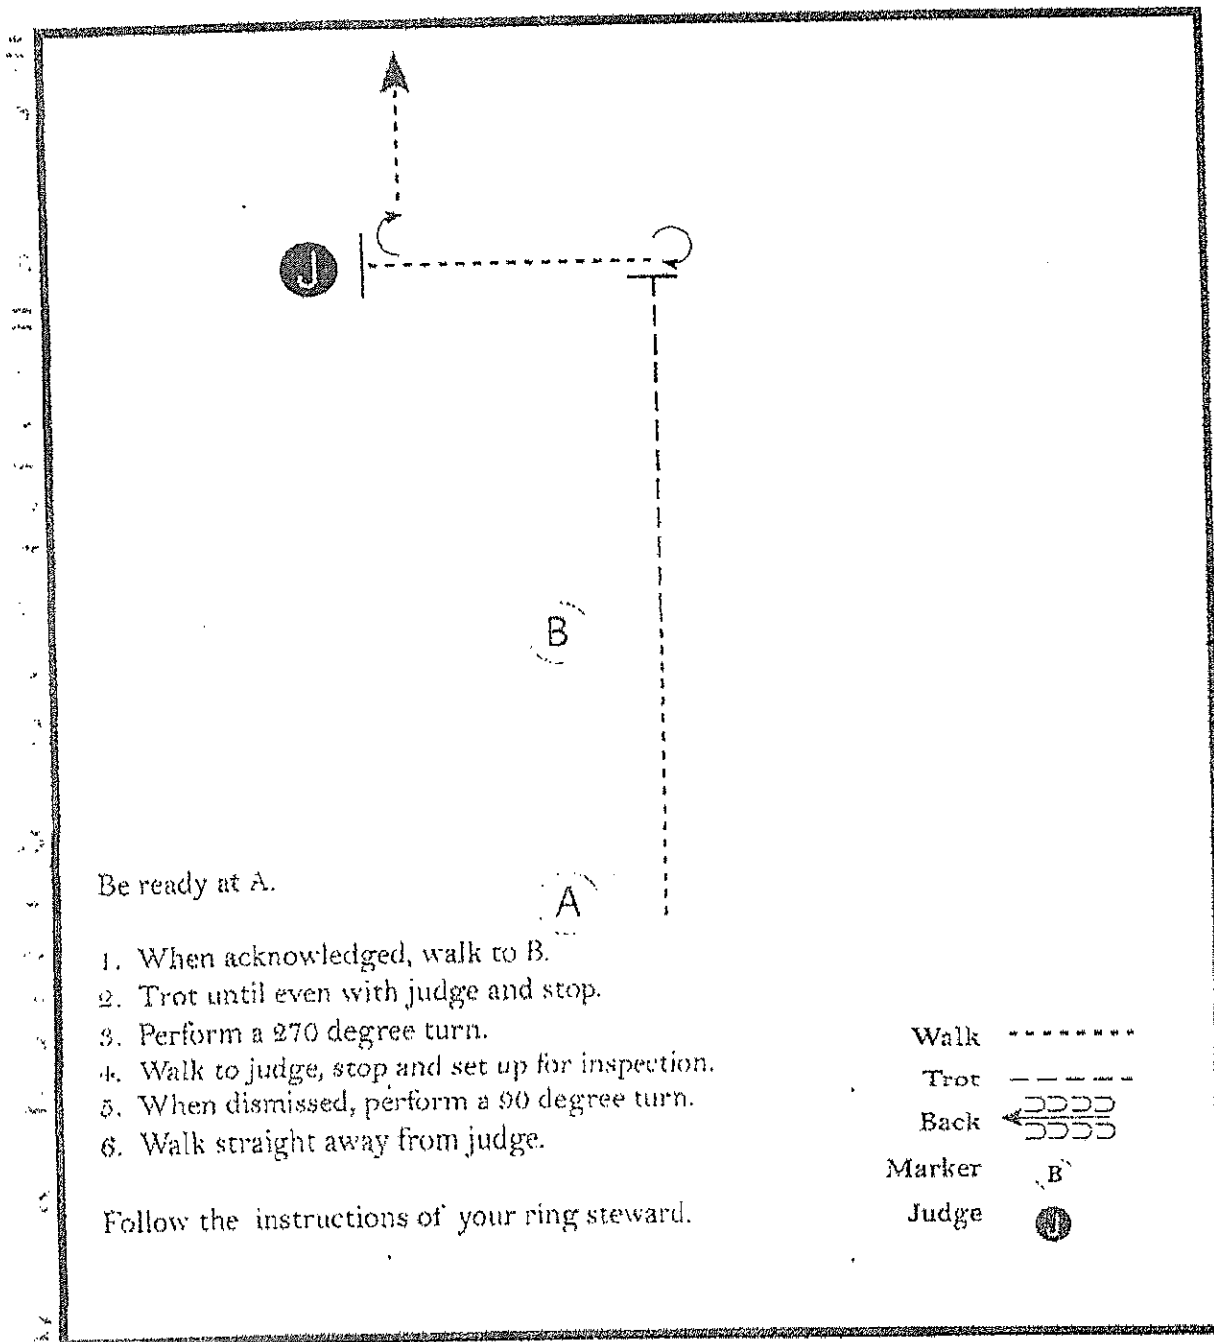 J
B
A
Be ready at A.
1. When acknowledged, walk to B.
2. Trot until even with judge and stop.
3. Perform a 270 degree turn.
4. Walk to judge, stop and set up for inspection.
5. When dismissed, perform a 90 degree turn.
6. Walk straight away from judge.
Follow the instructions of your ring steward.
Walk
Trot
Back
Marker B
Judge J